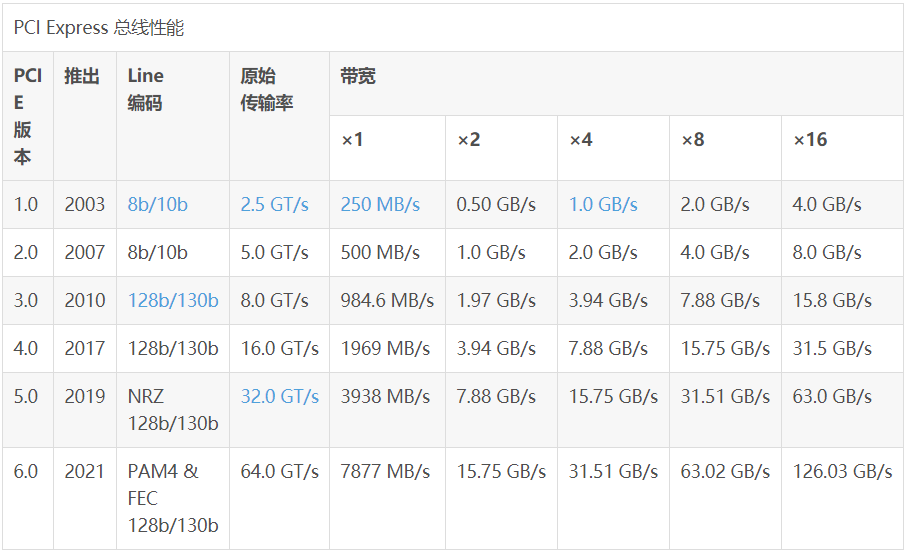 PCI Express 总线性能
PCI E 版本 推出 Line 编码 原始 传输率 带宽
×1 ×2 ×4 ×8 ×16
1.0 2003 8b/10b 2.5 GT/s 250 MB/s 0.50 GB/s 1.0 GB/s 2.0 GB/s 4.0 GB/s
2.0 2007 8b/10b 5.0 GT/s 500 MB/s 1.0 GB/s 2.0 GB/s 4.0 GB/s 8.0 GB/s
3.0 2010 128b/130b 8.0 GT/s 984.6 MB/s 1.97 GB/s 3.94 GB/s 7.88 GB/s 15.8 GB/s
4.0 2017 128b/130b 16.0 GT/s 1969 MB/s 3.94 GB/s 7.88 GB/s 15.75 GB/s 31.5 GB/s
5.0 2019 NRZ 128b/130b 32.0 GT/s 3938 MB/s 7.88 GB/s 15.75 GB/s 31.51 GB/s 63.0 GB/s
6.0 2021 PAM4 & FEC 128b/130b 64.0 GT/s 7877 MB/s 15.75 GB/s 31.51 GB/s 63.02 GB/s 126.03 GB/s